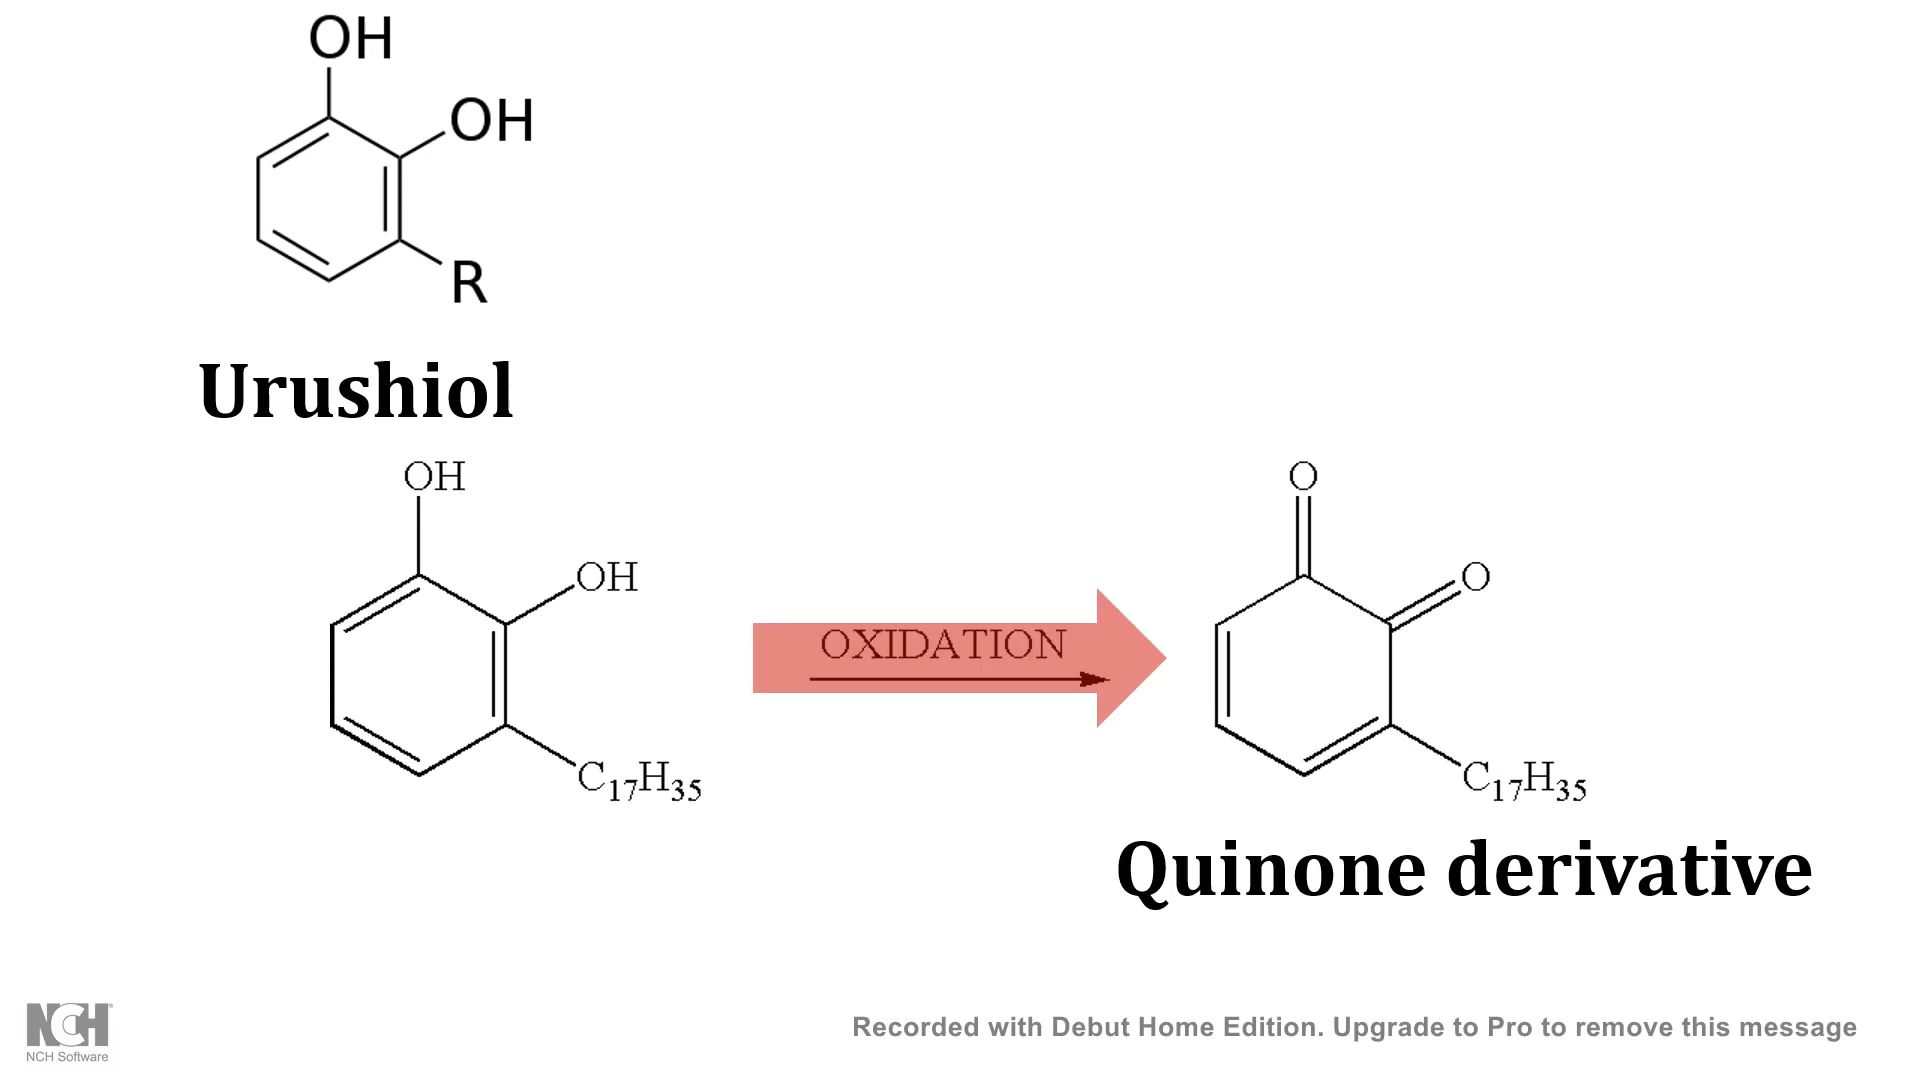 OH
OH
R
Urushiol
OH
OH
C17H35
OXIDATION
O
O
C17H35
Quinone derivative
NCH
NCH Software
Recorded with Debut Home Edition. Upgrade to Pro to remove this message